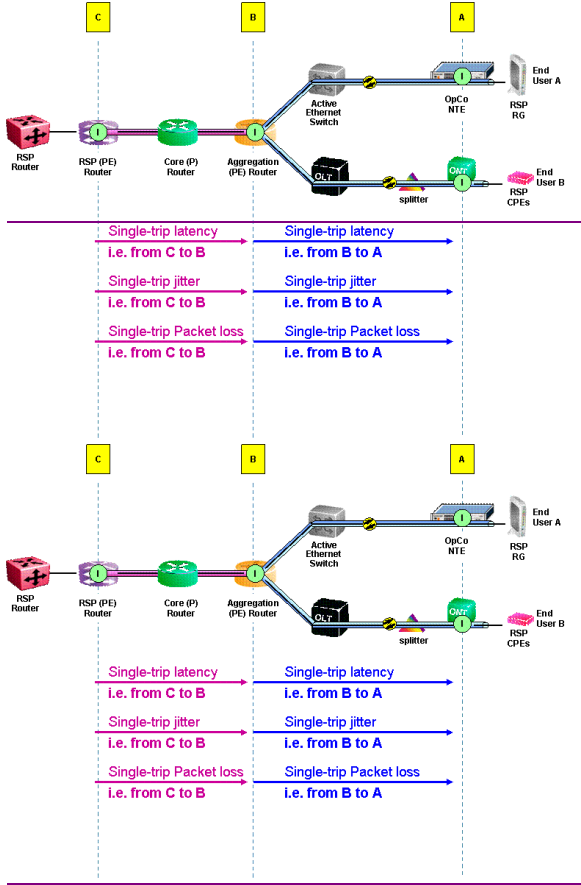 C
B
A
I
I
I
I
OLT
ONT
RSP
Router
RSP (PE)
Router
Core (P)
Router
Aggregation
(PE) Router
Active
Ethernet
Switch
splitter
OpCo
NTE
RSP
RG
End
User A
RSP
CPEs
End
User B
Single-trip latency
i.e. from C to B
Single-trip latency
i.e. from B to A
Single-trip jitter
i.e. from C to B
Single-trip jitter
i.e. from B to A
Single-trip Packet loss
i.e. from C to B
Single-trip Packet loss
i.e. from B to A
C
B
A
I
I
I
I
OLT
ONT
RSP
Router
RSP (PE)
Router
Core (P)
Router
Aggregation
(PE) Router
Active
Ethernet
Switch
splitter
OpCo
NTE
RSP
RG
End
User A
RSP
CPEs
End
User B
Single-trip latency
i.e. from C to B
Single-trip latency
i.e. from B to A
Single-trip jitter
i.e. from C to B
Single-trip jitter
i.e. from B to A
Single-trip Packet loss
i.e. from C to B
Single-trip Packet loss
i.e. from B to A